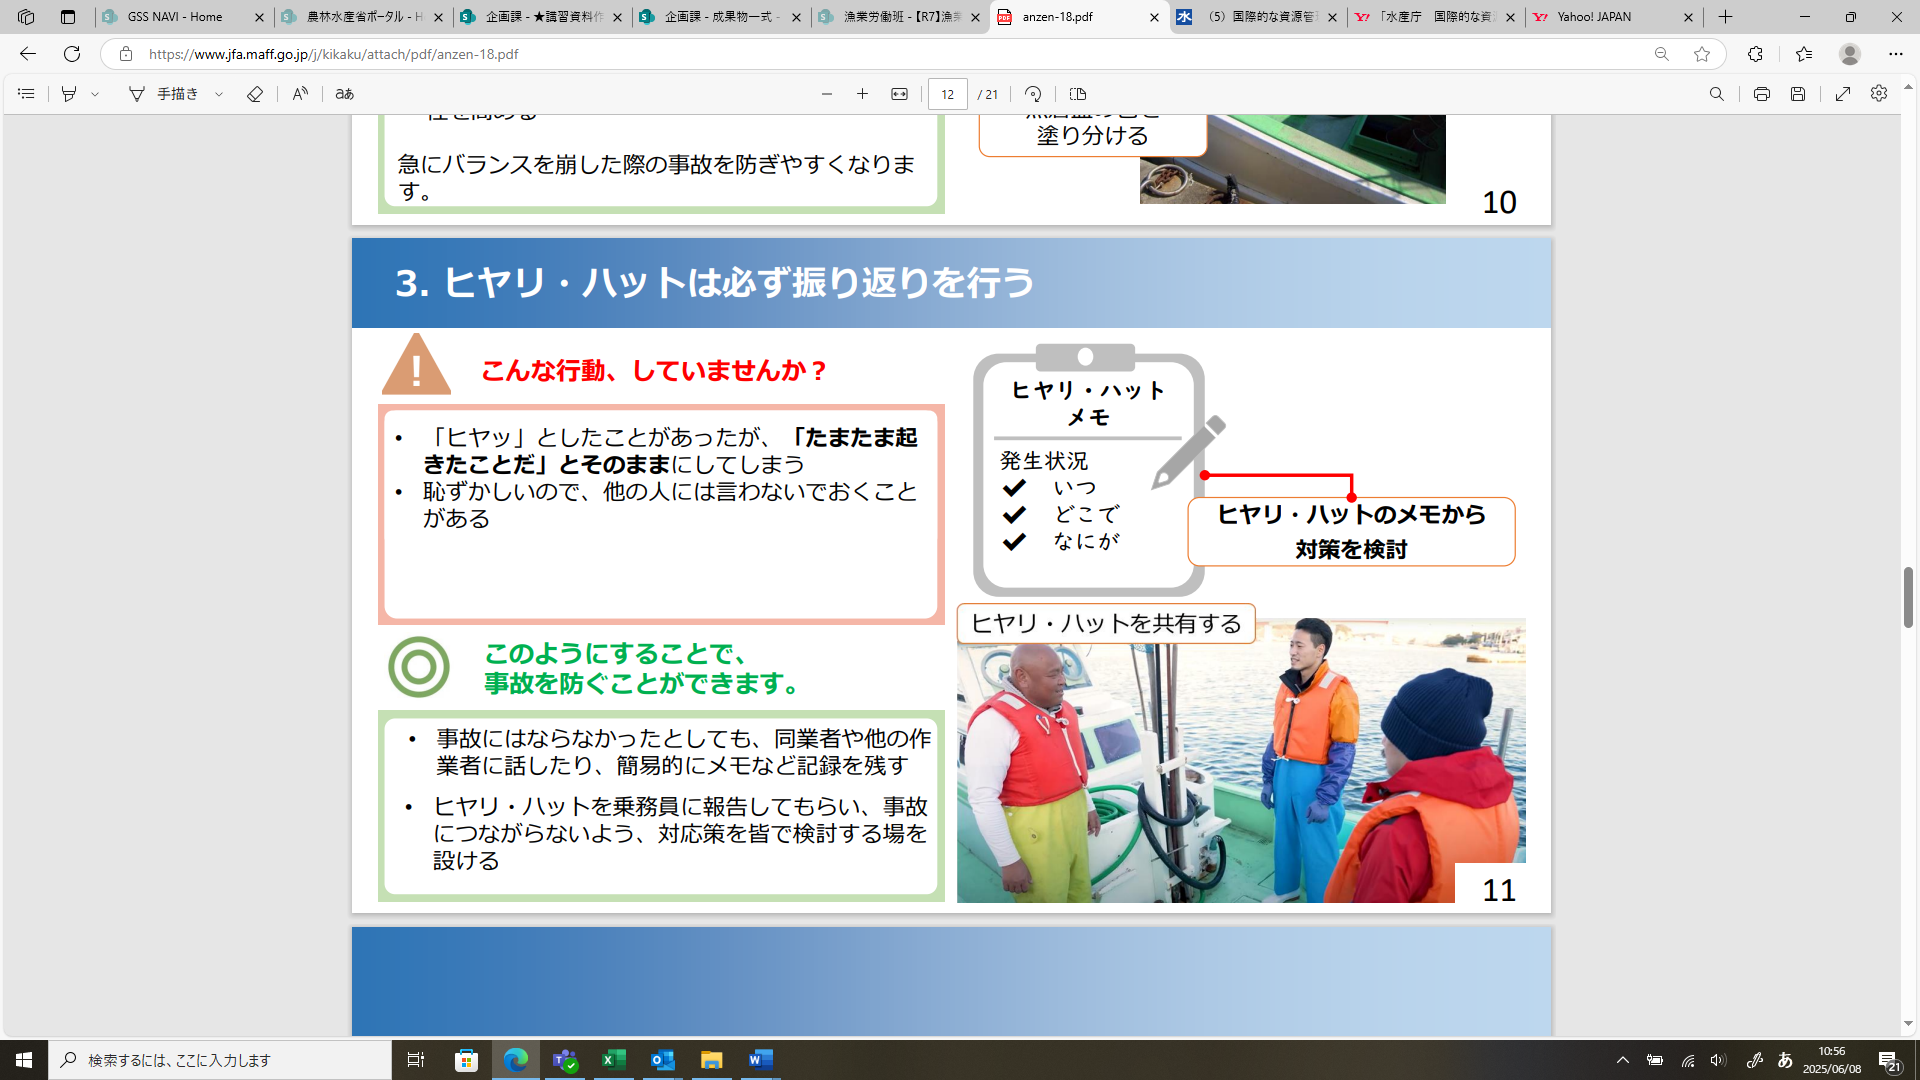 GSS NAVI - Home
農林水産省ポータル - H
企画課 - ★講習資料作
企画課 - 成果物一式 -
漁業労働班 - 【R7】漁業
anzen-18.pdf
（5）国際的な資源管理
「水産庁　国際的な資源
Yahoo! JAPAN
https://www.jfa.maff.go.jp/j/kikaku/attach/pdf/anzen-18.pdf
手描き
aあ
12
/ 21
急にバランスを崩した際の事故を防ぎやすくなりま
す。
塗り分ける
10
3. ヒヤリ・ハットは必ず振り返りを行う
こんな行動、していませんか？
• 「ヒヤッ」としたことがあったが、「たまたま起
きたことだ」とそのままにしてしまう
• 恥ずかしいので、他の人には言わないでおくこと
がある
ヒヤリ・ハット
メモ
発生状況
✔ いつ
✔ どこで
✔ なにが
ヒヤリ・ハットのメモから
対策を検討
ヒヤリ・ハットを共有する
このようにすることで、
事故を防ぐことができます。
• 事故にはならなかったとしても、同業者や他の作
業者に話したり、簡易的にメモなど記録を残す
• ヒヤリ・ハットを乗務員に報告してもらい、事故
につながらないよう、対応策を皆で検討する場を
設ける
11
検索するには、ここに入力します
あ
10:56
2025/06/08
21